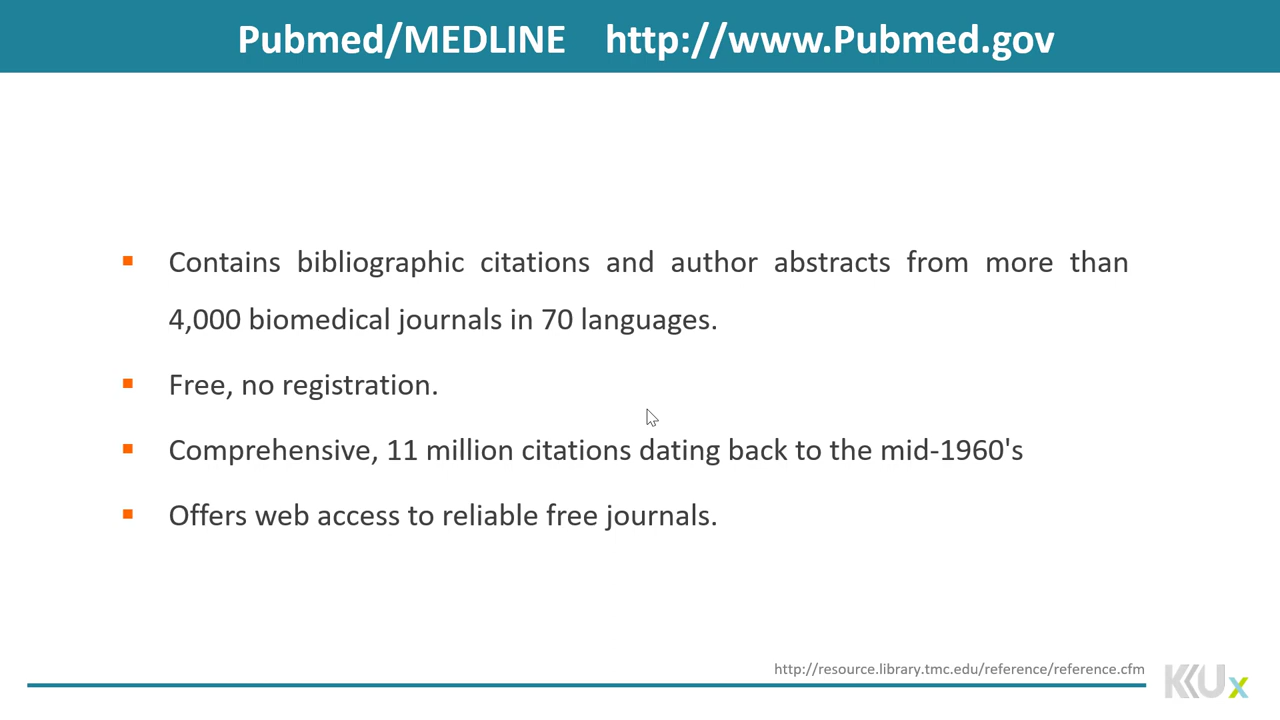 Pubmed/MEDLINE http://www.Pubmed.gov
Contains bibliographic citations and author abstracts from more than
4,000 biomedical journals in 70 languages.
Free, no registration.
Comprehensive, 11 million citations dating back to the mid-1960's
Offers web access to reliable free journals.
http://resource.library.tmc.edu/reference/reference.cfm
KKUx